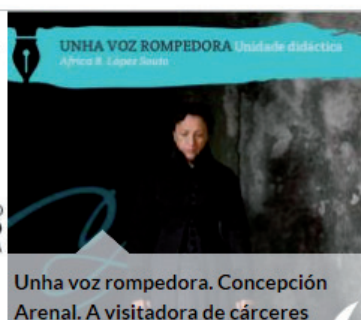 UNHA VOZ ROMPEDORA Unidade didáctica
África B. López Souto
Unha voz rompedora. Concepción
Arenal. A visitadora de cárceres